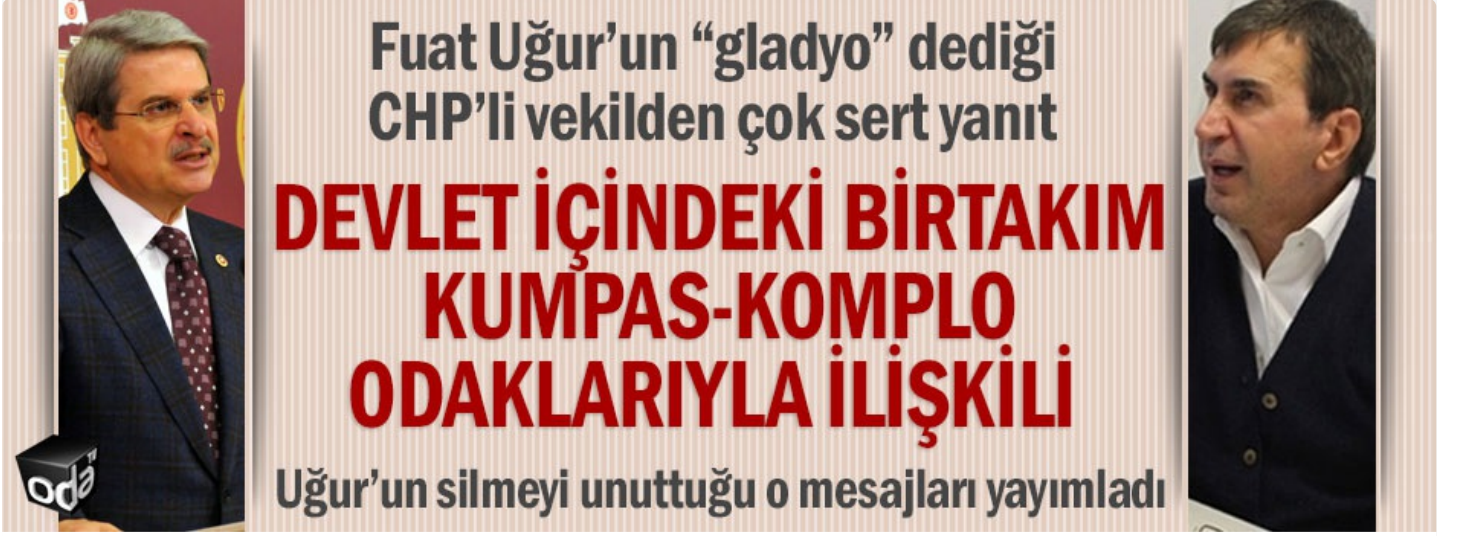 Fuat Uğur’un “gladyo” dediği
CHP’li vekilden çok sert yanıt
DEVLET İÇİNDEKİ BİRTAKIM
KUMPAS-KOMPLO
ODAKLARIYLA İLİŞKİLİ
Uğur’un silmeyi unuttuğu o mesajları yayımladı
oda TV